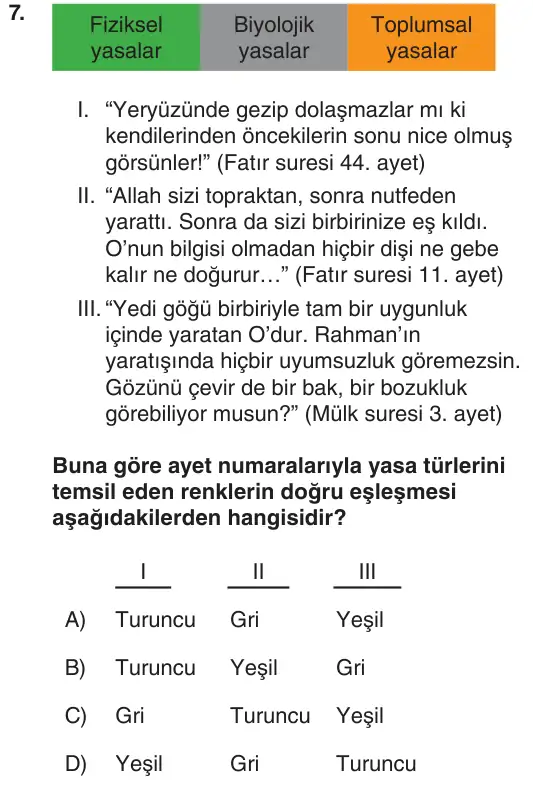 7.
Fiziksel yasalar
Biyolojik yasalar
Toplumsal yasalar
I. “Yeryüzünde gezip dolaşmazlar mı ki
kendilerinden öncekilerin sonu nice olmuş
görsünler!” (Fatır suresi 44. ayet)
II. “Allah sizi topraktan, sonra nutfeden
yarattı. Sonra da sizi birbirinize eş kıldı.
O’nun bilgisi olmadan hiçbir dişi ne gebe
kalır ne doğurur…” (Fatır suresi 11. ayet)
III. “Yedi göğü birbiriyle tam bir uygunluk
içinde yaratan O’dur. Rahman’ın
yaratışında hiçbir uyumsuzluk göremezsin.
Gözünü çevir de bir bak, bir bozukluk
görebiliyor musun?” (Mülk suresi 3. ayet)
Buna göre ayet numaralarıyla yasa türlerini
temsil eden renklerin doğru eşleşmesi
aşağıdakilerden hangisidir?
I II III
A) Turuncu Gri Yeşil
B) Turuncu Yeşil Gri
C) Gri Turuncu Yeşil
D) Yeşil Gri Turuncu